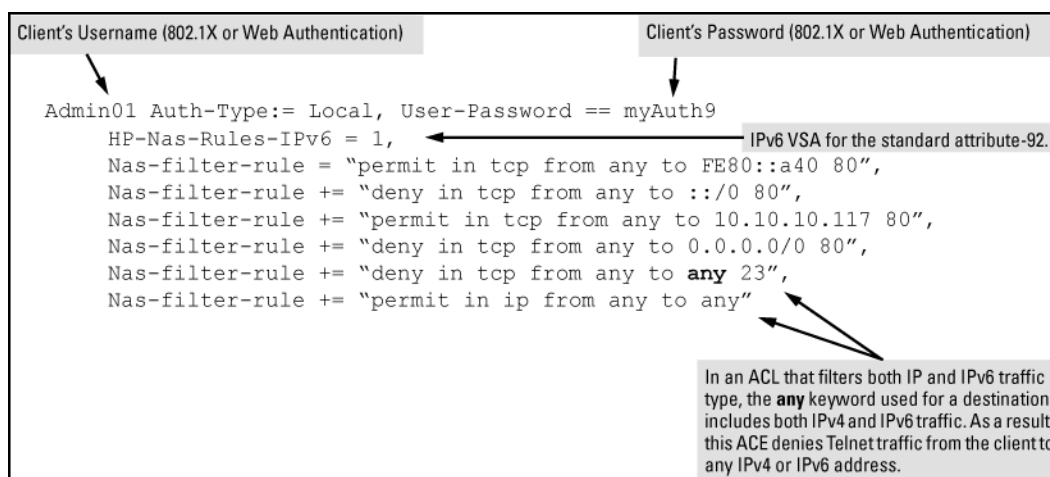 Client's Username (802.1X or Web Authentication)
Client's Password (802.1X or Web Authentication)
Admin01 Auth-Type:= Local, User-Password == myAuth9
HP-Nas-Rules-IPv6 = 1,
IPv6 VSA for the standard attribute-92.
Nas-filter-rule = “permit in tcp from any to FE80::a40 80”,
Nas-filter-rule += “deny in tcp from any to ::/0 80”,
Nas-filter-rule += “permit in tcp from any to 10.10.10.117 80”,
Nas-filter-rule += “deny in tcp from any to 0.0.0.0/0 80”,
Nas-filter-rule += “deny in tcp from any to any 23”,
Nas-filter-rule += “permit in ip from any to any”
In an ACL that filters both IP and IPv6 traffic
type, the any keyword used for a destination
includes both IPv4 and IPv6 traffic. As a result
this ACE denies Telnet traffic from the client to
any IPv4 or IPv6 address.